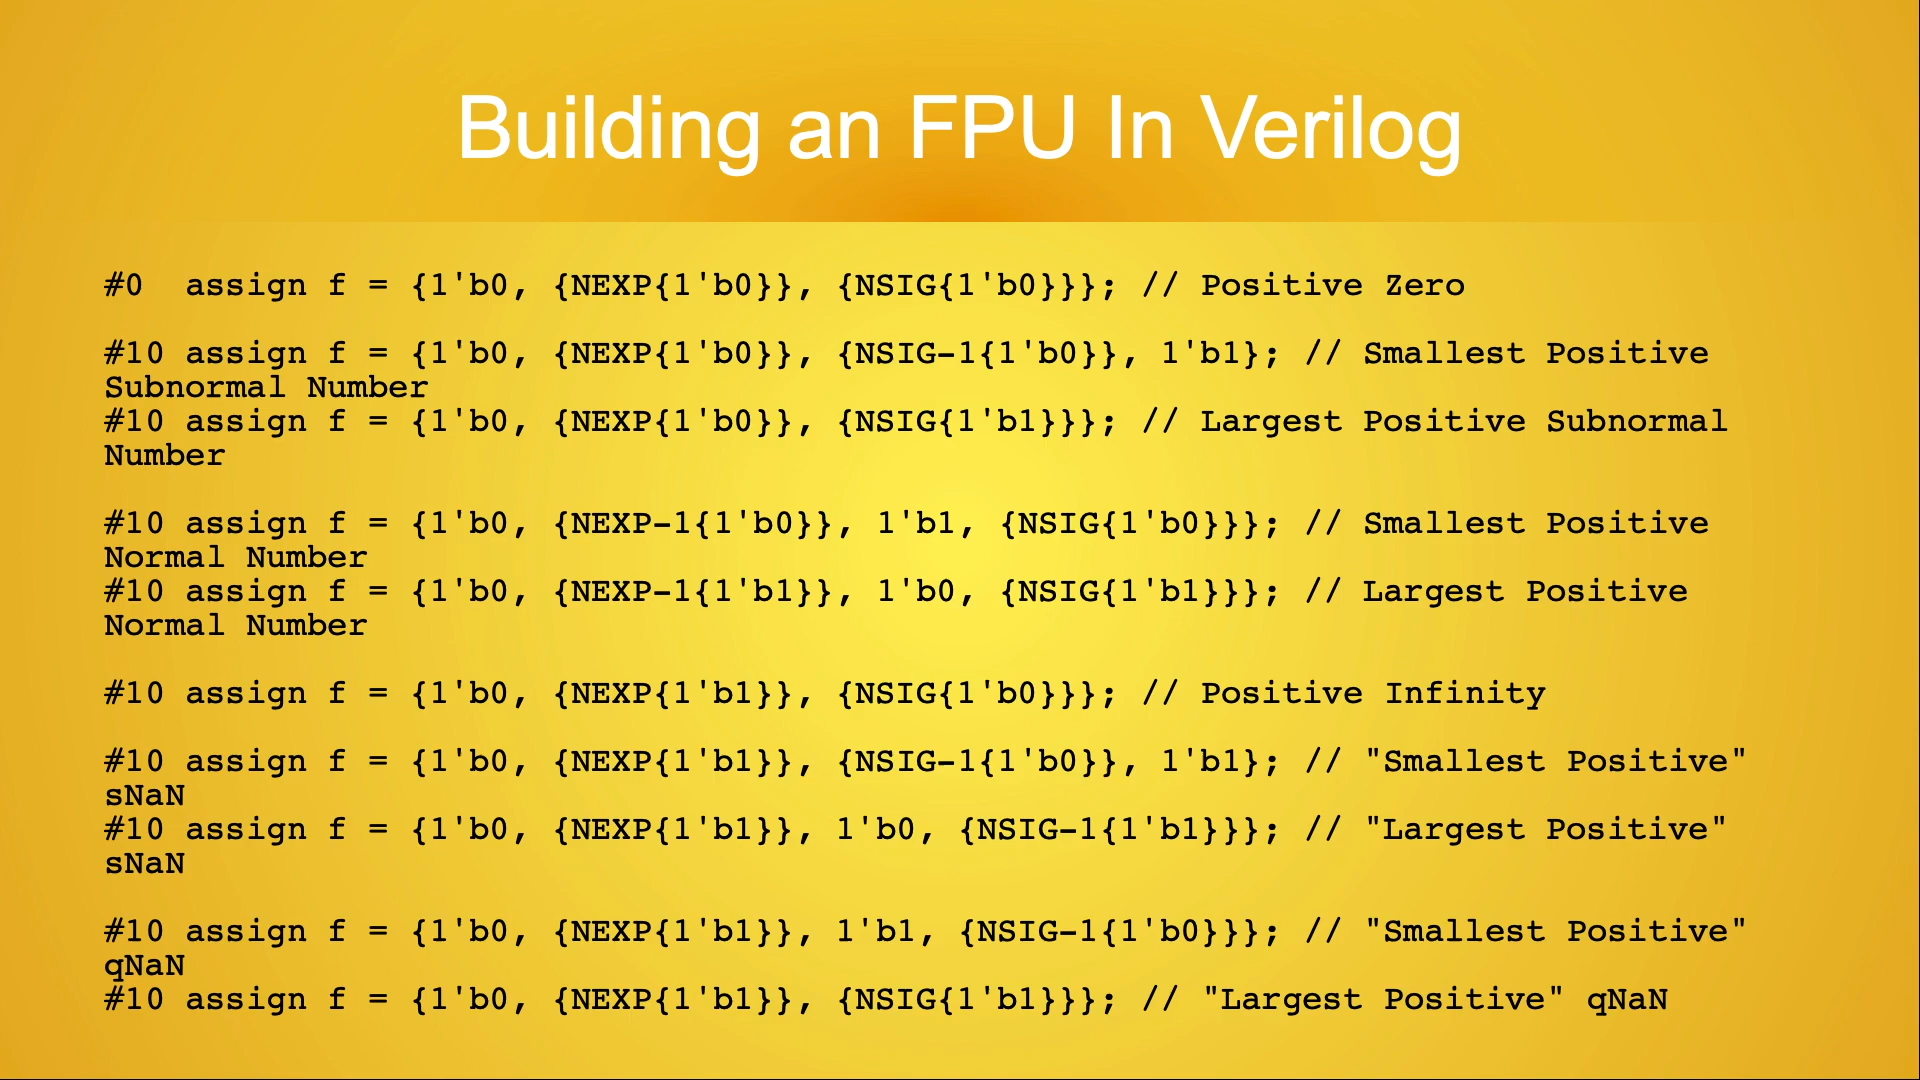 Building an FPU In Verilog
#0  assign f = {1'b0, {NEXP{1'b0}}, {NSIG{1'b0}}}; // Positive Zero
#10 assign f = {1'b0, {NEXP{1'b0}}, {NSIG-1{1'b0}}, 1'b1}; // Smallest Positive
Subnormal Number
#10 assign f = {1'b0, {NEXP{1'b0}}, {NSIG{1'b1}}}; // Largest Positive Subnormal
Number
#10 assign f = {1'b0, {NEXP-1{1'b0}}, 1'b1, {NSIG{1'b0}}}; // Smallest Positive
Normal Number
#10 assign f = {1'b0, {NEXP-1{1'b1}}, 1'b0, {NSIG{1'b1}}}; // Largest Positive
Normal Number
#10 assign f = {1'b0, {NEXP{1'b1}}, {NSIG{1'b0}}}; // Positive Infinity
#10 assign f = {1'b0, {NEXP{1'b1}}, {NSIG-1{1'b0}}, 1'b1}; // "Smallest Positive"
sNaN
#10 assign f = {1'b0, {NEXP{1'b1}}, 1'b0, {NSIG-1{1'b1}}}; // "Largest Positive"
sNaN
#10 assign f = {1'b0, {NEXP{1'b1}}, 1'b1, {NSIG-1{1'b0}}}; // "Smallest Positive"
qNaN
#10 assign f = {1'b0, {NEXP{1'b1}}, {NSIG{1'b1}}}; // "Largest Positive" qNaN